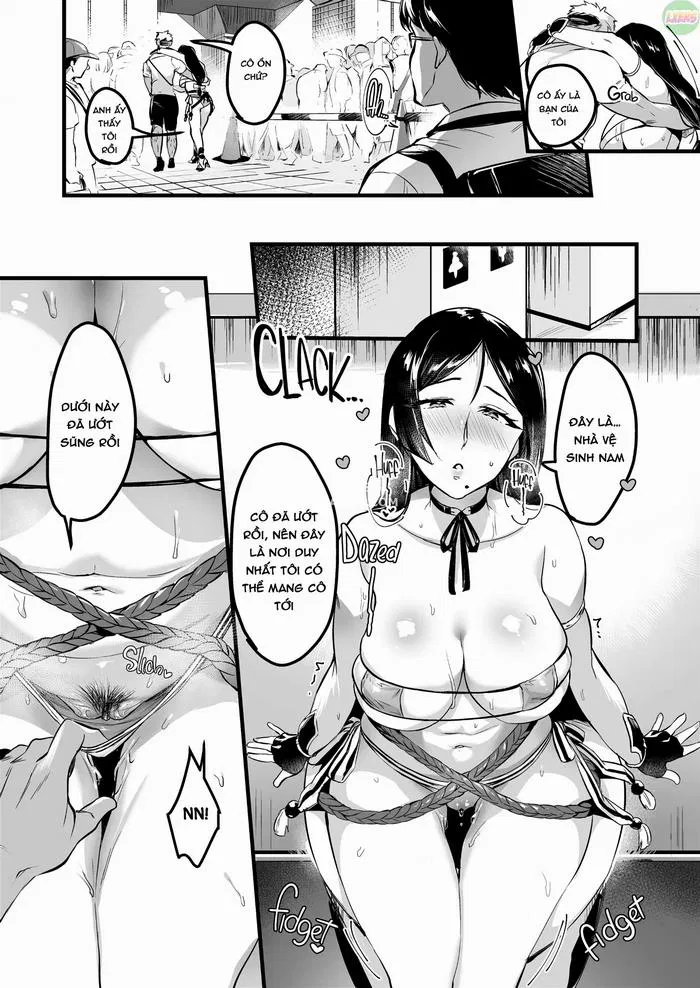 LXERS
CÔ ẤY LÀ
BẠN CỦA
TÔI
Grab
CÔ ỔN
CHỨ?
ANH ẤY
THẤY
TÔI
RỒI
Ah
CLACK...
ĐÂY LÀ...
NHÀ VỆ
SINH NAM
Huff
Huff
CÔ ĐÃ ƯỚT
RỒI, NÊN ĐÂY
LÀ NƠI DUY
NHẤT TÔI CÓ
THỂ MANG CÔ
TỚI
Dazed
fidget
fidget
DƯỚI NÀY
ĐÃ ƯỚT
SŨNG RỒI
Slick
NN!